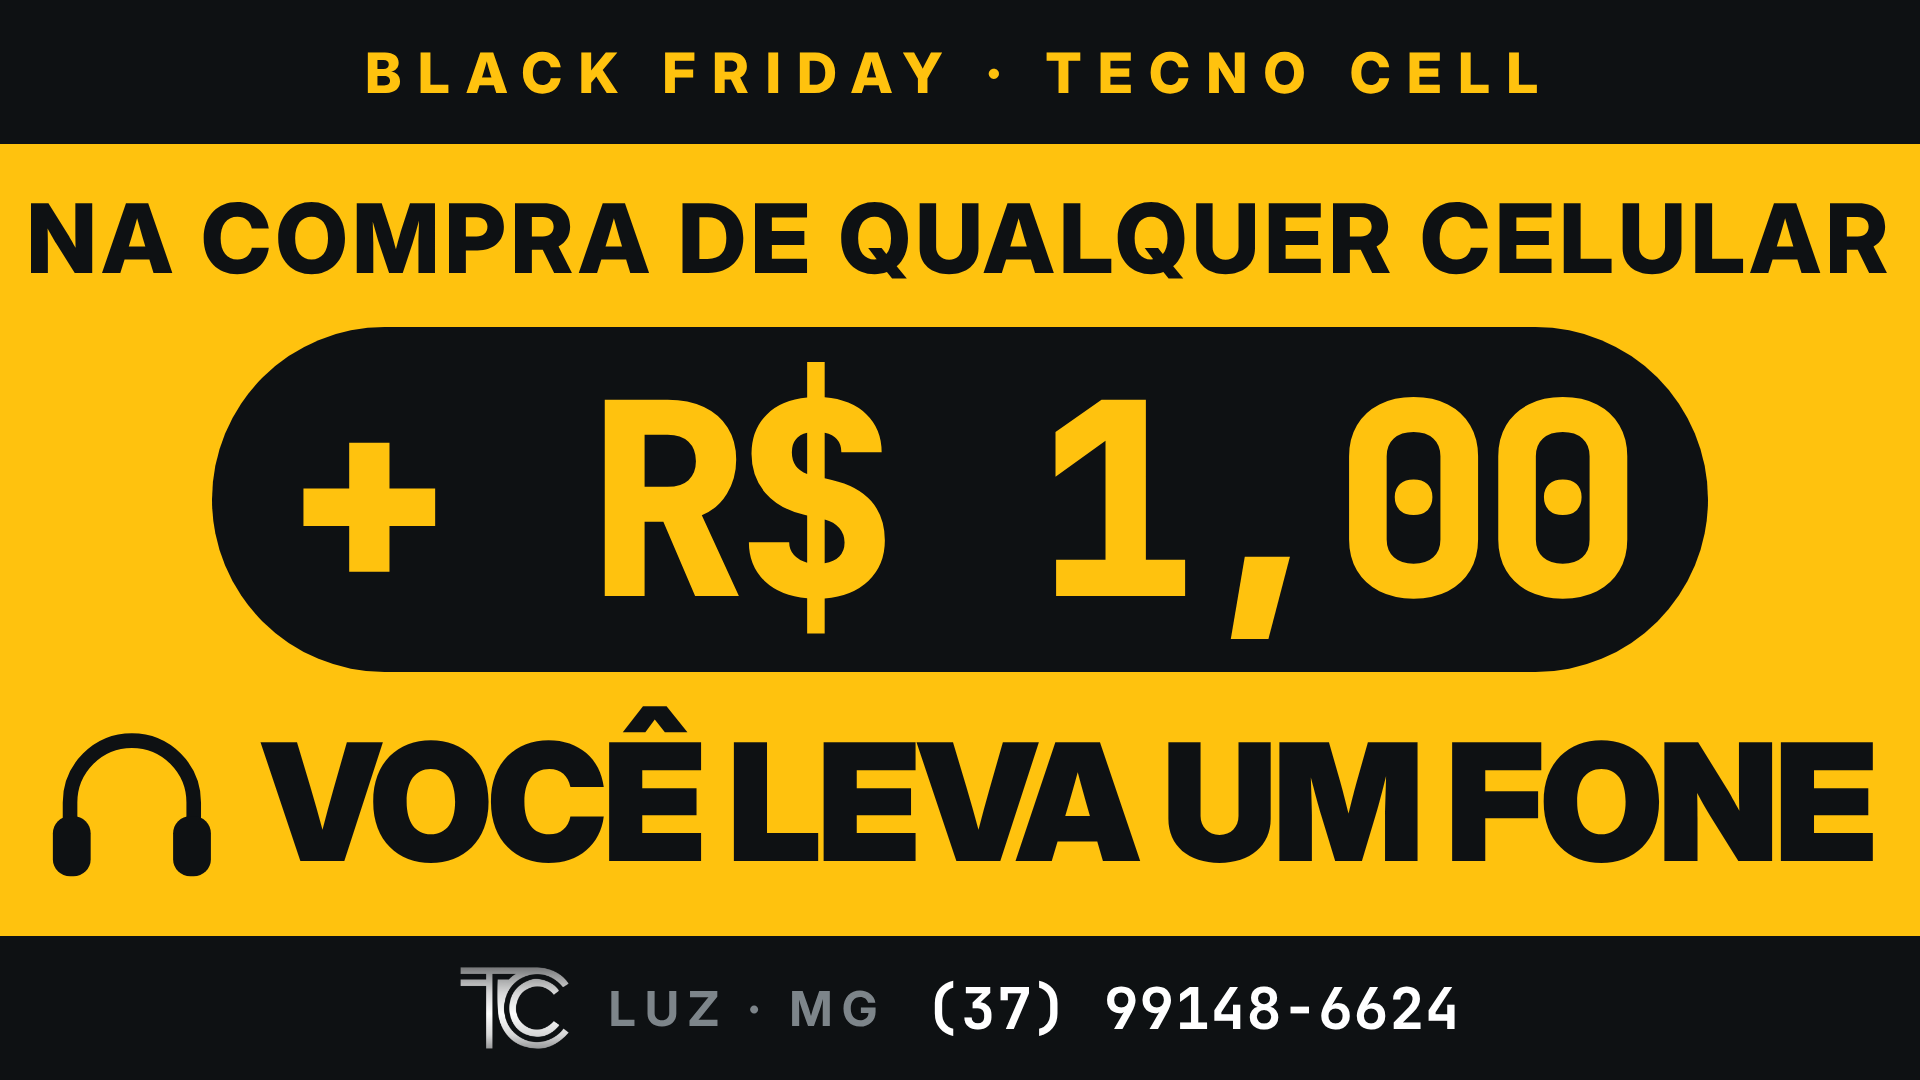 BLACK FRIDAY · TECNO CELL
NA COMPRA DE QUALQUER CELULAR
+ R$ 1,00
VOCÊ LEVA UM FONE
TC LUZ · MG (37) 99148-6624